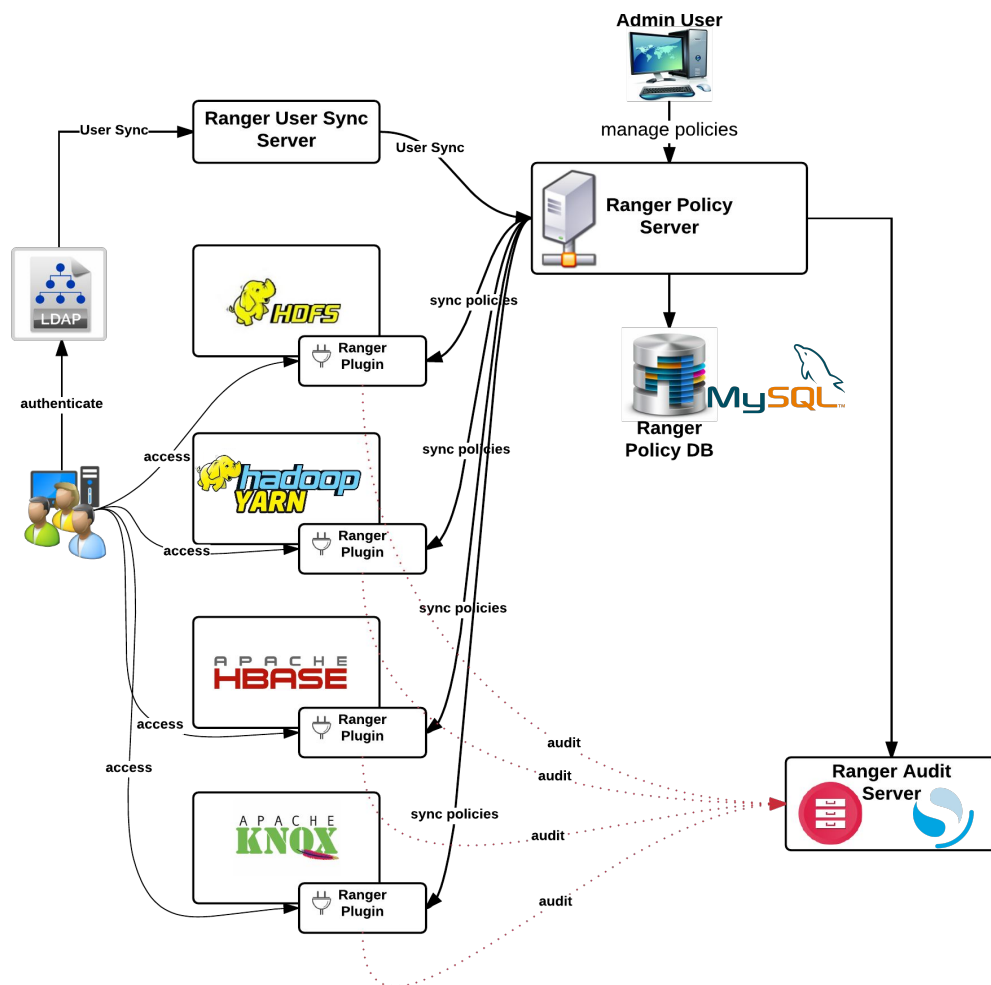 Admin User
manage policies
User Sync
Ranger User Sync
Server
User Sync
Ranger Policy
Server
LDAP
HDFS
sync policies
Ranger
Plugin
authenticate
MySQL™
Ranger
Policy DB
access
hadoop
YARN
sync policies
Ranger
Plugin
access
sync policies
APACHE
HBASE
Ranger
Plugin
access
audit
access
audit
Ranger Audit
Server
sync policies
APACHE
KNOX
audit
Ranger
Plugin
audit